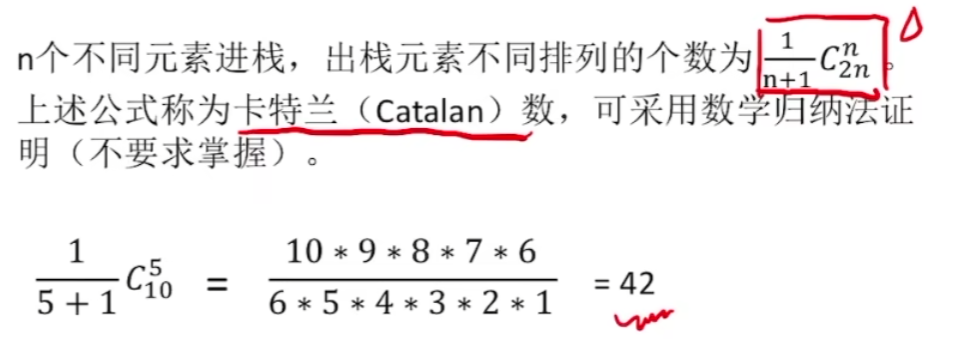 n个不同元素进栈，出栈元素不同排列的个数为 $\frac{1}{n+1}C_{2n}^{n}$。
上述公式称为卡特兰（Catalan）数，可采用数学归纳法证
明（不要求掌握）。
$\frac{1}{5+1}C_{10}^{5} = \frac{10*9*8*7*6}{6*5*4*3*2*1} = 42$